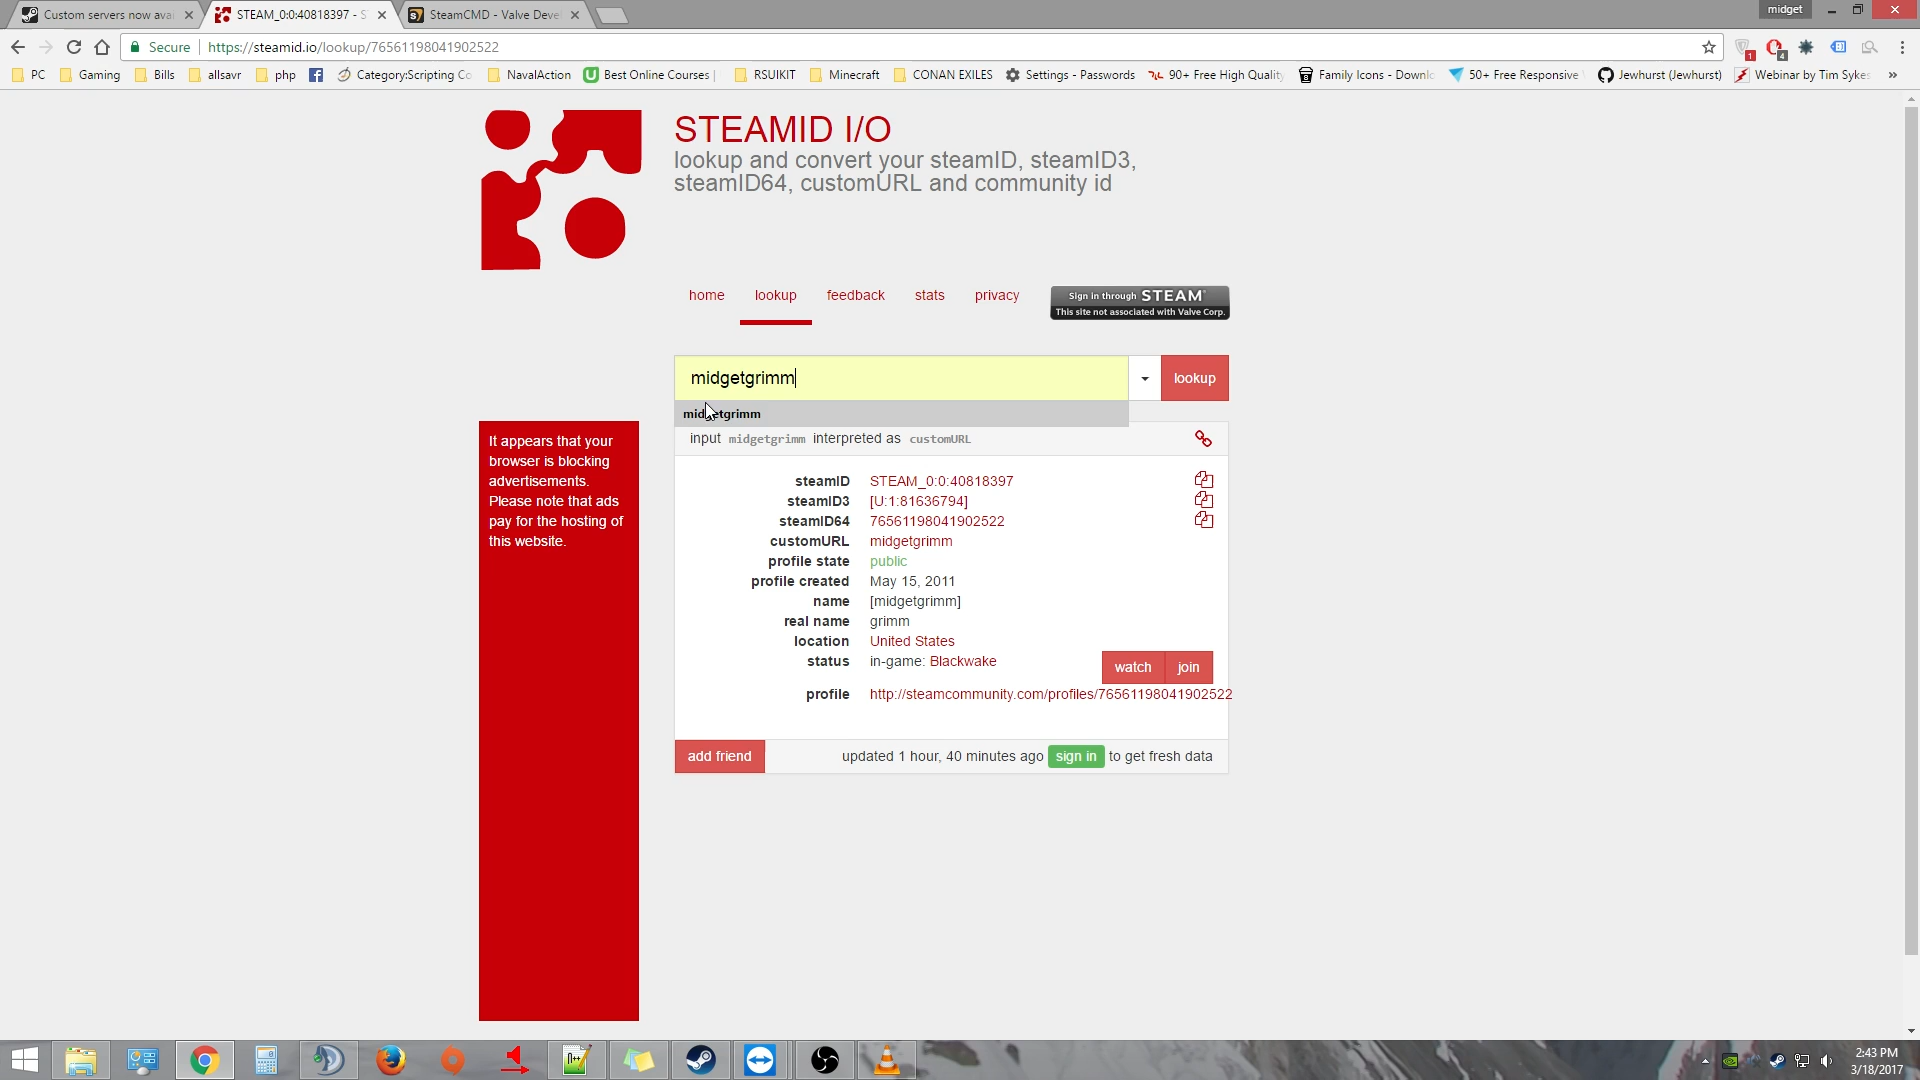 Custom servers now avai
STEAM_0:0:40818397 - S
SteamCMD - Valve Devel
midget
Secure
https://steamid.io/lookup/76561198041902522
1
4
PC
Gaming
Bills
allsavr
php
Category:Scripting Co
NavalAction
Best Online Courses |
RSUIKIT
Minecraft
CONAN EXILES
Settings - Passwords
90+ Free High Quality
Family Icons - Downlo
50+ Free Responsive
Jewhurst (Jewhurst)
Webinar by Tim Sykes
»
STEAMID I/O
lookup and convert your steamID, steamID3,
steamID64, customURL and community id
home
lookup
feedback
stats
privacy
Sign in through STEAM
This site not associated with Valve Corp.
midgetgrimm
lookup
input midgetgrimm interpreted as customURL
It appears that your
browser is blocking
advertisements.
Please note that ads
pay for the hosting of
this website.
steamID STEAM_0:0:40818397
steamID3 [U:1:81636794]
steamID64 76561198041902522
customURL midgetgrimm
profile state public
profile created May 15, 2011
name [midgetgrimm]
real name grimm
location United States
status in-game: Blackwake
watch
join
profile http://steamcommunity.com/profiles/76561198041902522
add friend
updated 1 hour, 40 minutes ago sign in to get fresh data
2:43 PM
3/18/2017